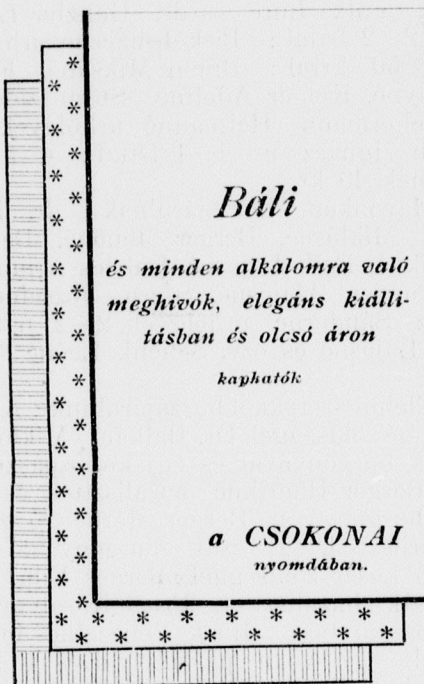 Báli
és minden alkalomra való
meghivók, elegáns kiálli-
tásban és olcsó áron
kaphatók
a CSOKONAI
nyomdában.